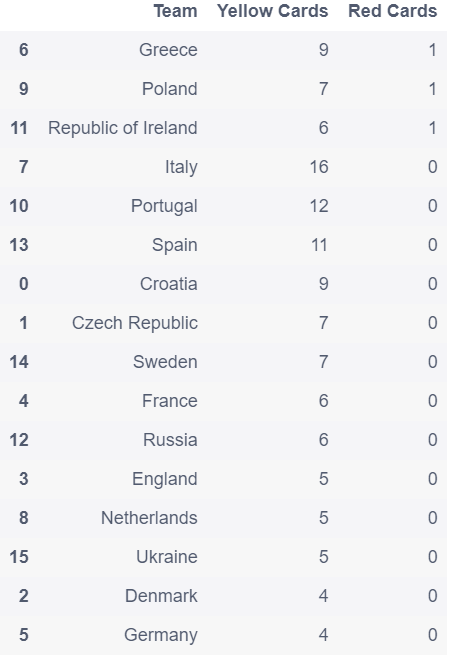 Team Yellow Cards Red Cards
6 Greece 9 1
9 Poland 7 1
11 Republic of Ireland 6 1
7 Italy 16 0
10 Portugal 12 0
13 Spain 11 0
0 Croatia 9 0
1 Czech Republic 7 0
14 Sweden 7 0
4 France 6 0
12 Russia 6 0
3 England 5 0
8 Netherlands 5 0
15 Ukraine 5 0
2 Denmark 4 0
5 Germany 4 0